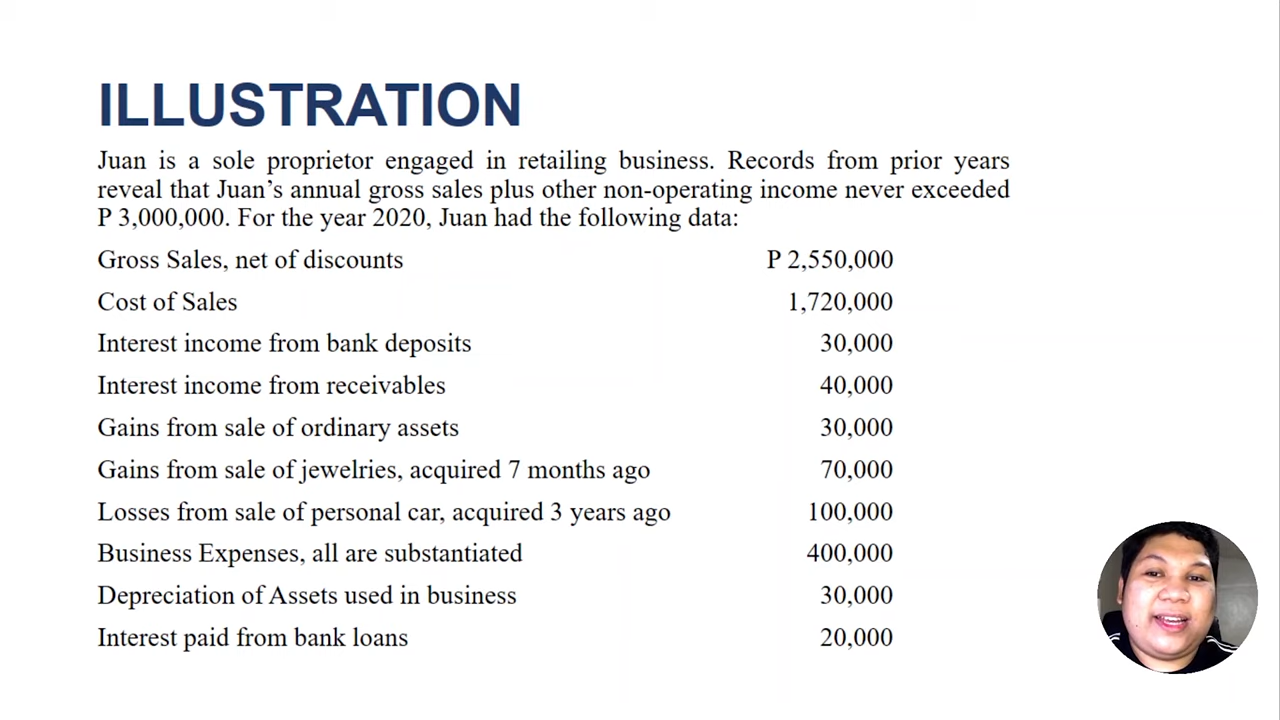 ILLUSTRATION
Juan is a sole proprietor engaged in retailing business. Records from prior years
reveal that Juan’s annual gross sales plus other non-operating income never exceeded
P 3,000,000. For the year 2020, Juan had the following data:
Gross Sales, net of discounts P 2,550,000
Cost of Sales 1,720,000
Interest income from bank deposits 30,000
Interest income from receivables 40,000
Gains from sale of ordinary assets 30,000
Gains from sale of jewelries, acquired 7 months ago 70,000
Losses from sale of personal car, acquired 3 years ago 100,000
Business Expenses, all are substantiated 400,000
Depreciation of Assets used in business 30,000
Interest paid from bank loans 20,000